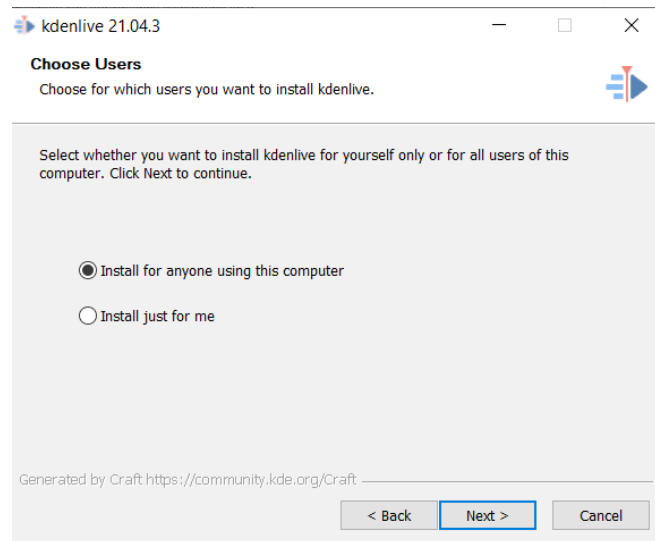 kdenlive 21.04.3
Choose Users
Choose for which users you want to install kdenlive.
Select whether you want to install kdenlive for yourself only or for all users of this
computer. Click Next to continue.
Install for anyone using this computer
Install just for me
Generated by Craft https://community.kde.org/Craft
< Back Next > Cancel